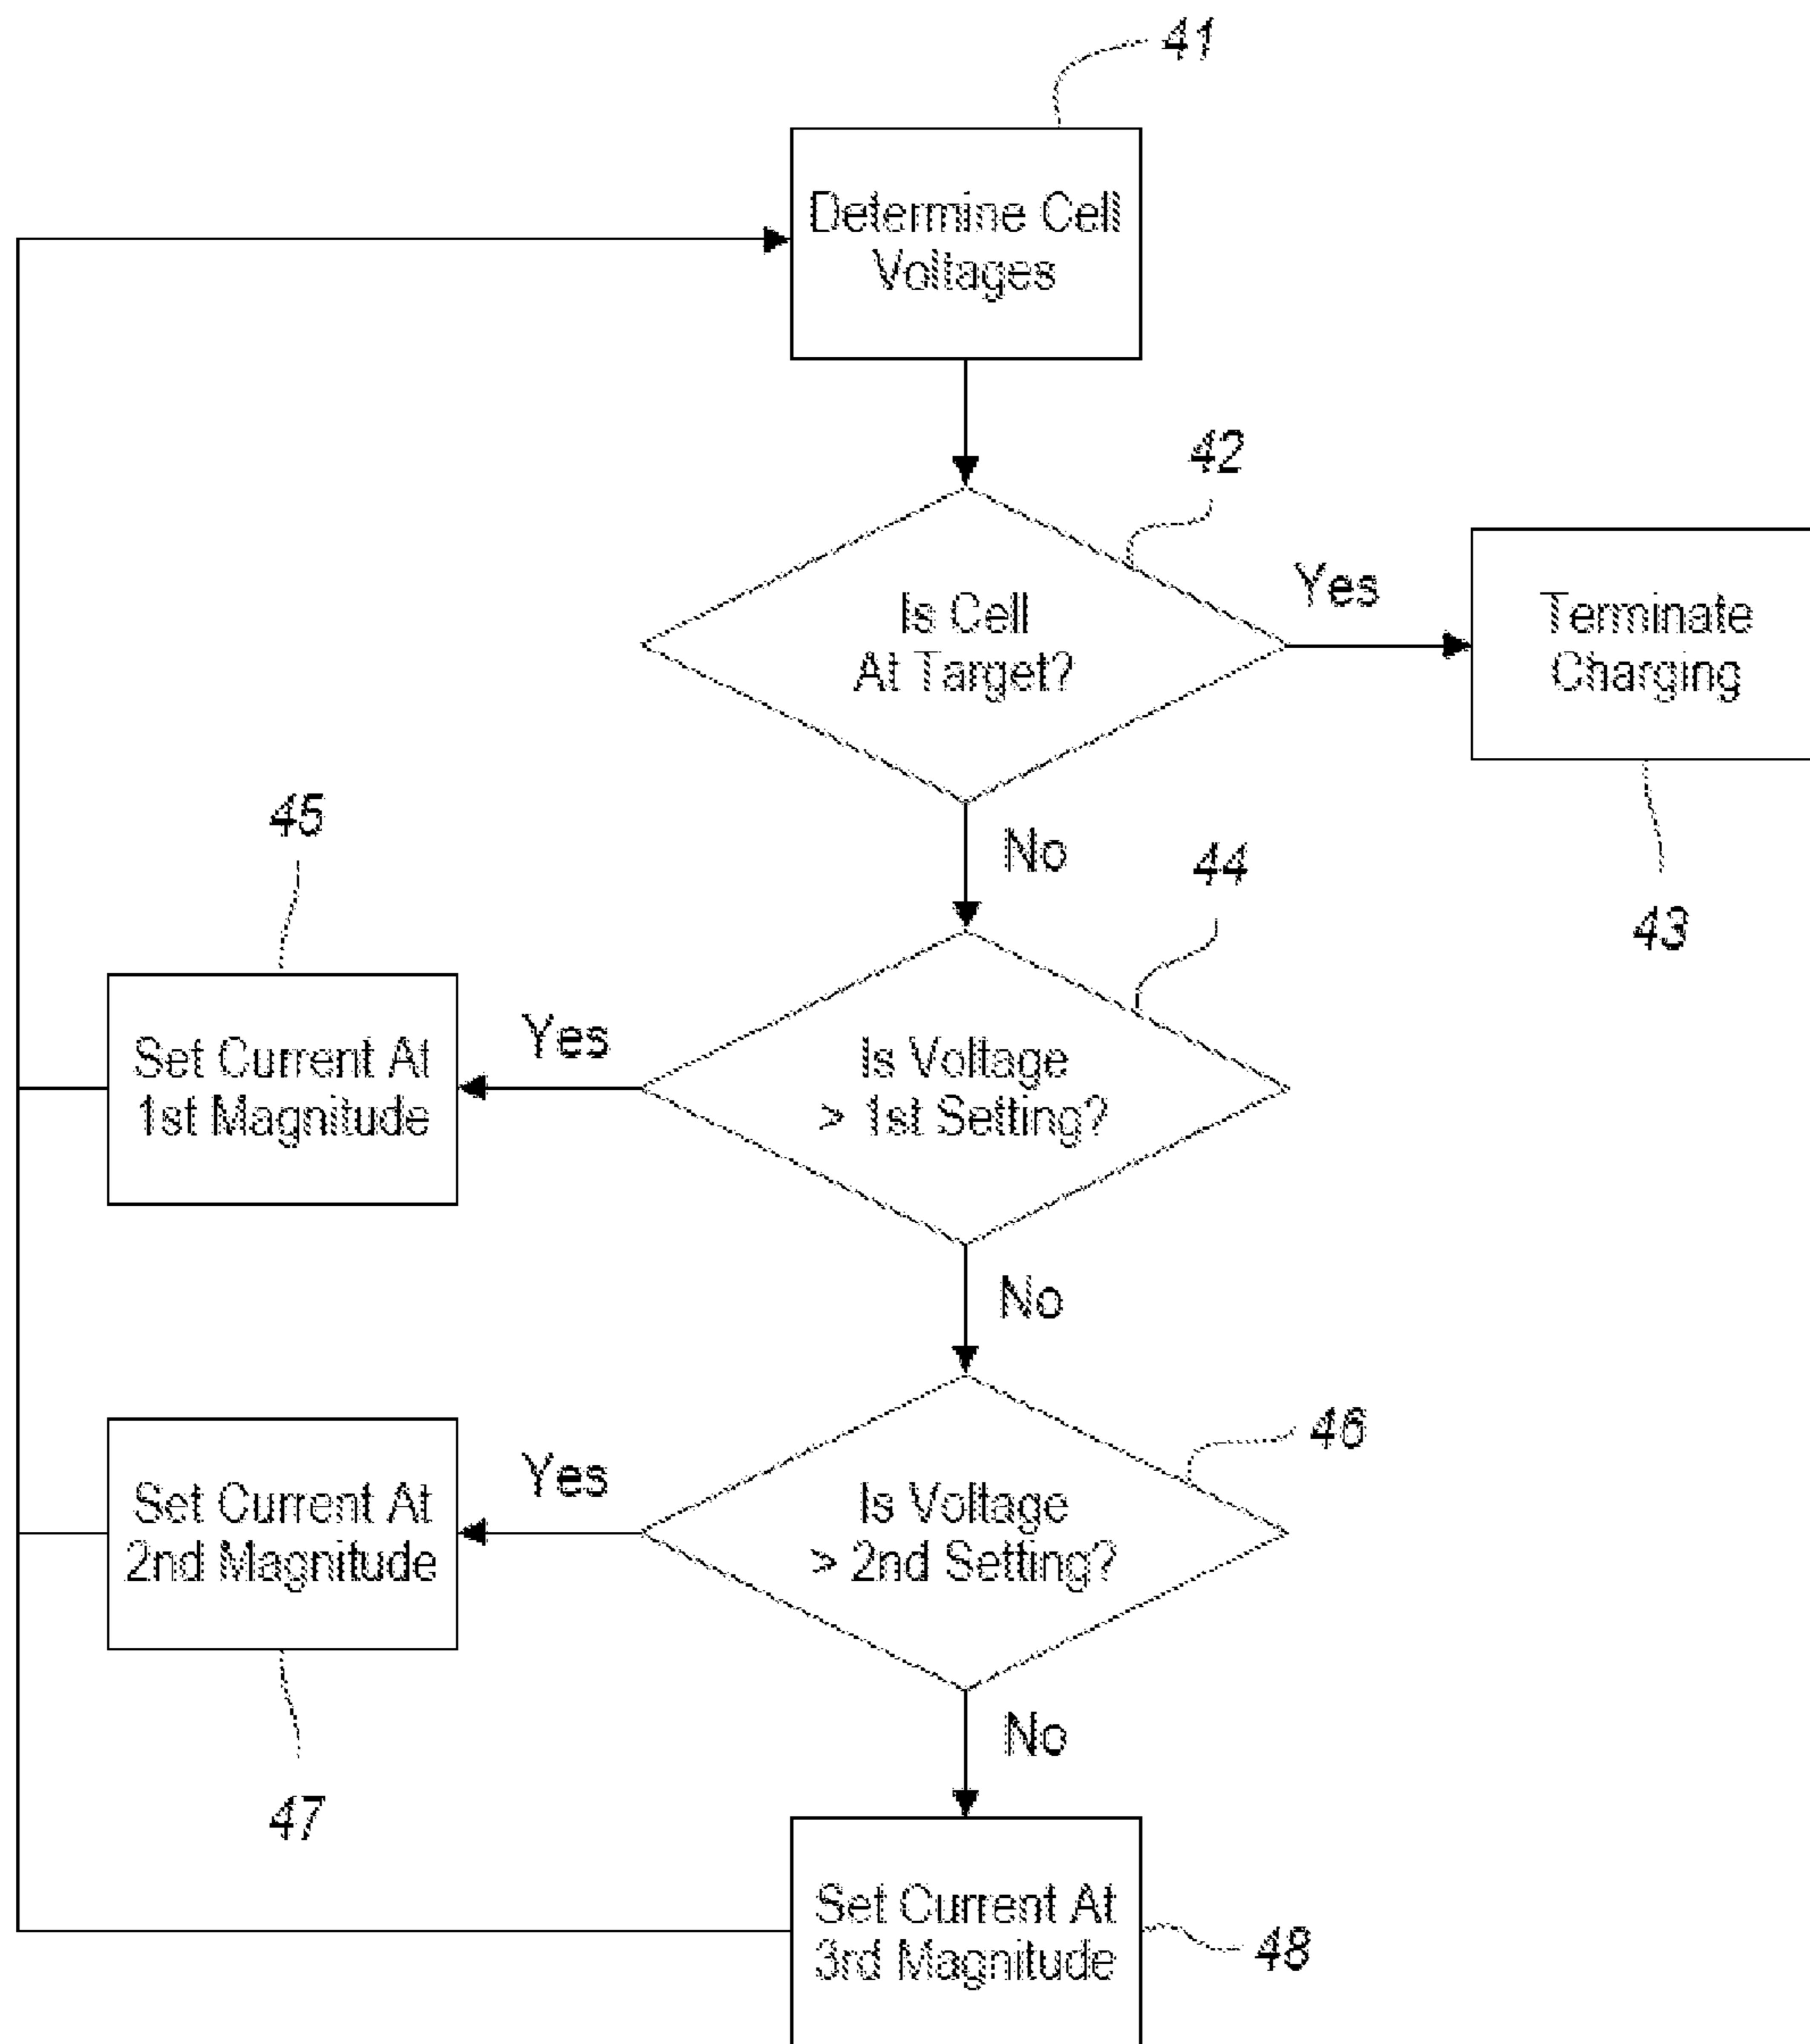 41
Determine Cell
Voltages
42
Is Cell
At Target?
Yes
Terminate
Charging
43
No
44
45
Is Voltage
> 1st Setting?
Yes
Set Current At
1st Magnitude
No
46
Is Voltage
> 2nd Setting?
Yes
Set Current At
2nd Magnitude
47
No
Set Current At
3rd Magnitude
48